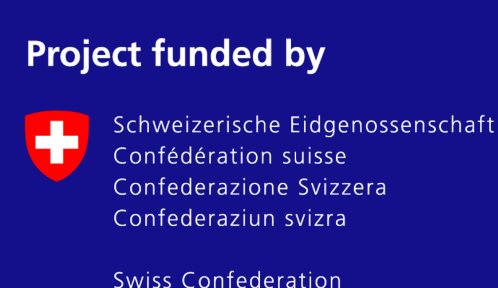 Project funded by
Schweizerische Eidgenossenschaft
Confédération suisse
Confederazione Svizzera
Confederaziun svizra
Swiss Confederation